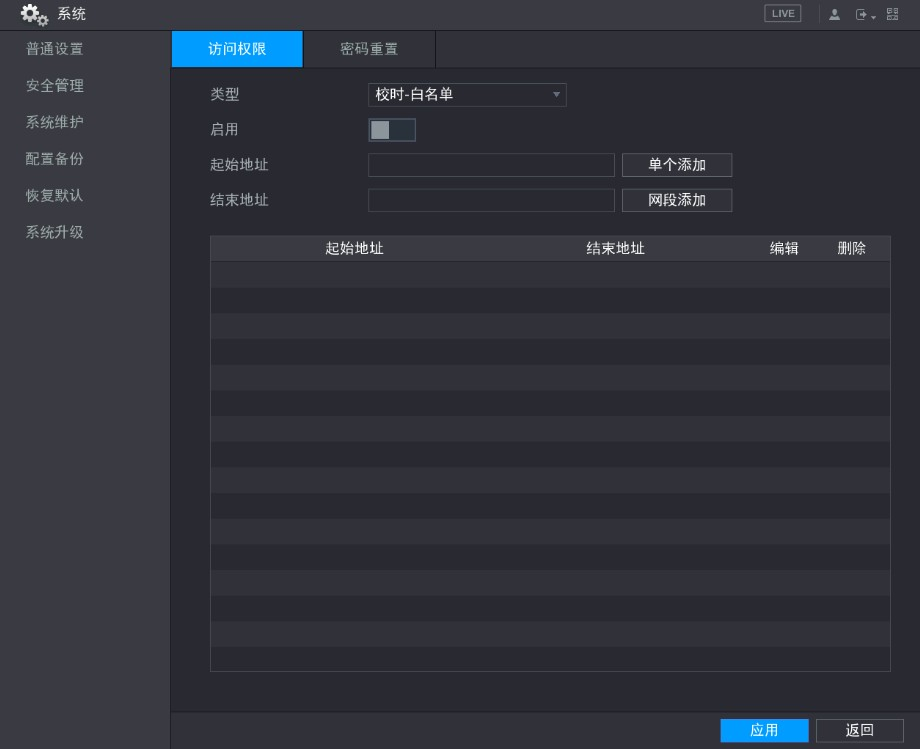 系统
LIVE
普通设置
安全管理
系统维护
配置备份
恢复默认
系统升级
访问权限 密码重置
类型 校时-白名单
启用
起始地址 单个添加
结束地址 网段添加
起始地址 结束地址 编辑 删除
应用 返回